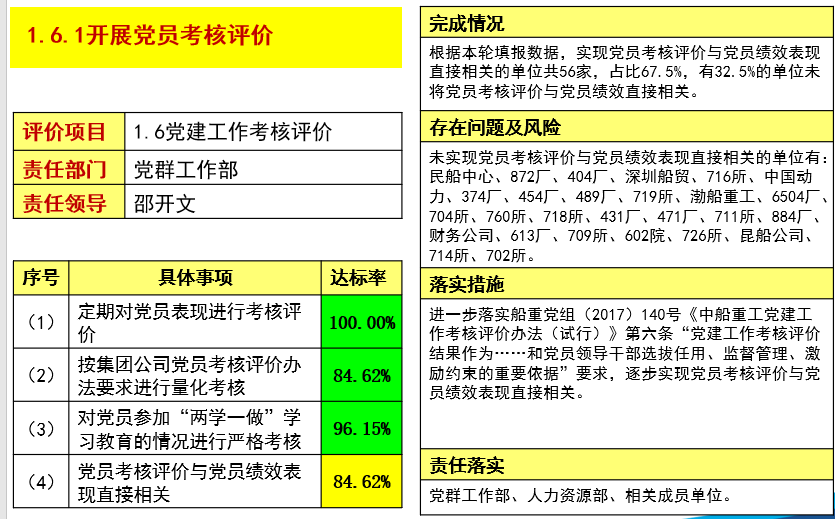 1.6.1开展党员考核评价
评价项目 1.6党建工作考核评价
责任部门 党群工作部
责任领导 邵开文
序号 具体事项 达标率
（1） 定期对党员表现进行考核评
价 100.00%
（2） 按集团公司党员考核评价办
法要求进行量化考核 84.62%
（3） 对党员参加“两学一做”学
习教育的情况进行严格考核 96.15%
（4） 党员考核评价与党员绩效表
现直接相关 84.62%
完成情况
根据本轮填报数据，实现党员考核评价与党员绩效表现
直接相关的单位共56家，占比67.5%，有32.5%的单位未
将党员考核评价与党员绩效直接相关。
存在问题及风险
未实现党员考核评价与党员绩效表现直接相关的单位有：
民船中心、872厂、404厂、深圳船贸、716所、中国动
力、374厂、454厂、489厂、719所、渤船重工、6504厂、
704所、760所、718所、431厂、471厂、711所、884厂、
财务公司、613厂、709所、602院、726所、昆船公司、
714所、702所。
落实措施
进一步落实船重党组（2017）140号《中船重工党建工
作考核评价办法（试行）》第六条“党建工作考核评价
结果作为……和党员领导干部选拔任用、监督管理、激
励约束的重要依据”要求，逐步实现党员考核评价与党
员绩效表现直接相关。
责任落实
党群工作部、人力资源部、相关成员单位。